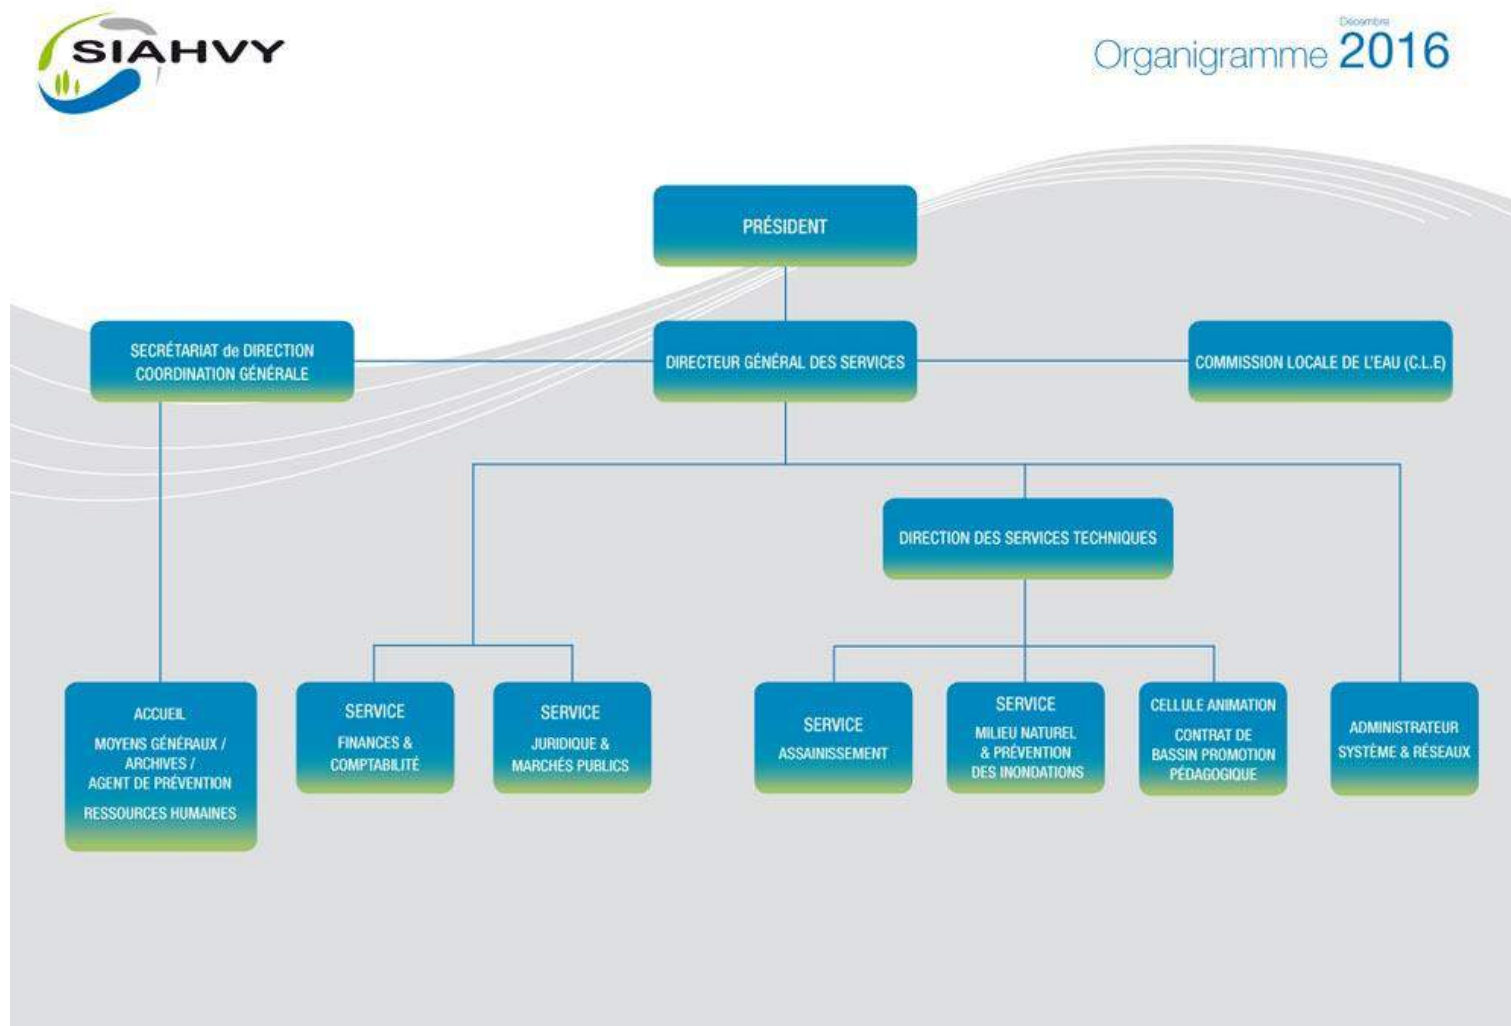 SIAHVY
Décembre
Organigramme 2016
PRÉSIDENT
SECRÉTARIAT de DIRECTION
COORDINATION GÉNÉRALE
DIRECTEUR GÉNÉRAL DES SERVICES
COMMISSION LOCALE DE L'EAU (C.L.E)
DIRECTION DES SERVICES TECHNIQUES
ACCUEIL
MOYENS GÉNÉRAUX /
ARCHIVES /
AGENT DE PRÉVENTION
RESSOURCES HUMAINES
SERVICE
FINANCES &
COMPTABILITÉ
SERVICE
JURIDIQUE &
MARCHÉS PUBLICS
SERVICE
ASSAINISSEMENT
SERVICE
MILIEU NATUREL
& PRÉVENTION
DES INONDATIONS
CELLULE ANIMATION
CONTRAT DE
BASSIN PROMOTION
PÉDAGOGIQUE
ADMINISTRATEUR
SYSTÈME & RÉSEAUX